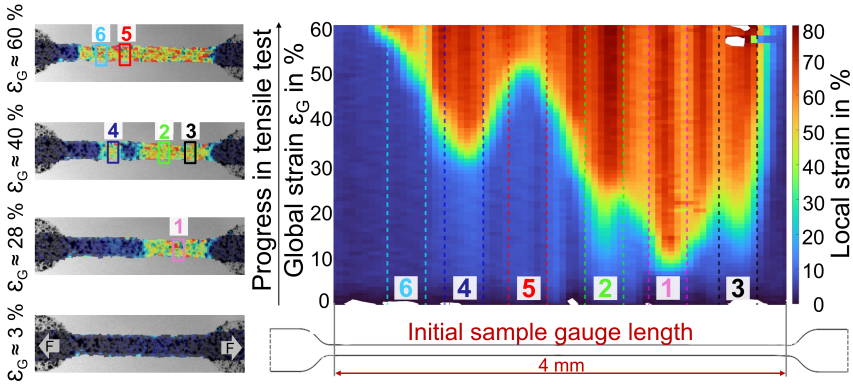 ε_G ≈ 60 %
6 5
ε_G ≈ 40 %
4 2 3
ε_G ≈ 28 %
1
ε_G ≈ 3 %
F F
Progress in tensile test
Global strain ε_G in %
60
50
40
30
20
10
0
6 4 5 2 1 3
80
70
60
50
40
30
20
10
0
Local strain in %
Initial sample gauge length
4 mm